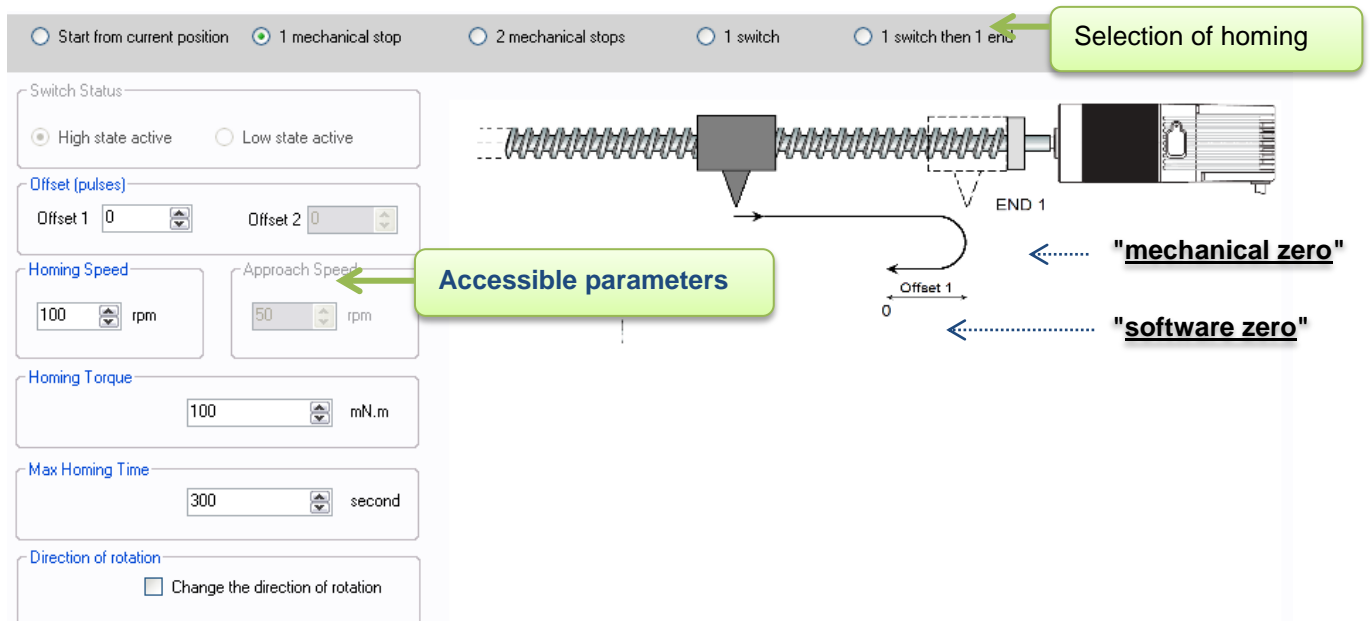 Start from current position
1 mechanical stop
2 mechanical stops
1 switch
1 switch then 1 end
Selection of homing
Switch Status
High state active
Low state active
Offset (pulses)
Offset 1 0
Offset 2 0
Homing Speed
100 rpm
Approach Speed
50 rpm
Accessible parameters
END 1
"mechanical zero"
Offset 1
0
"software zero"
Homing Torque
100 mN.m
Max Homing Time
300 second
Direction of rotation
Change the direction of rotation